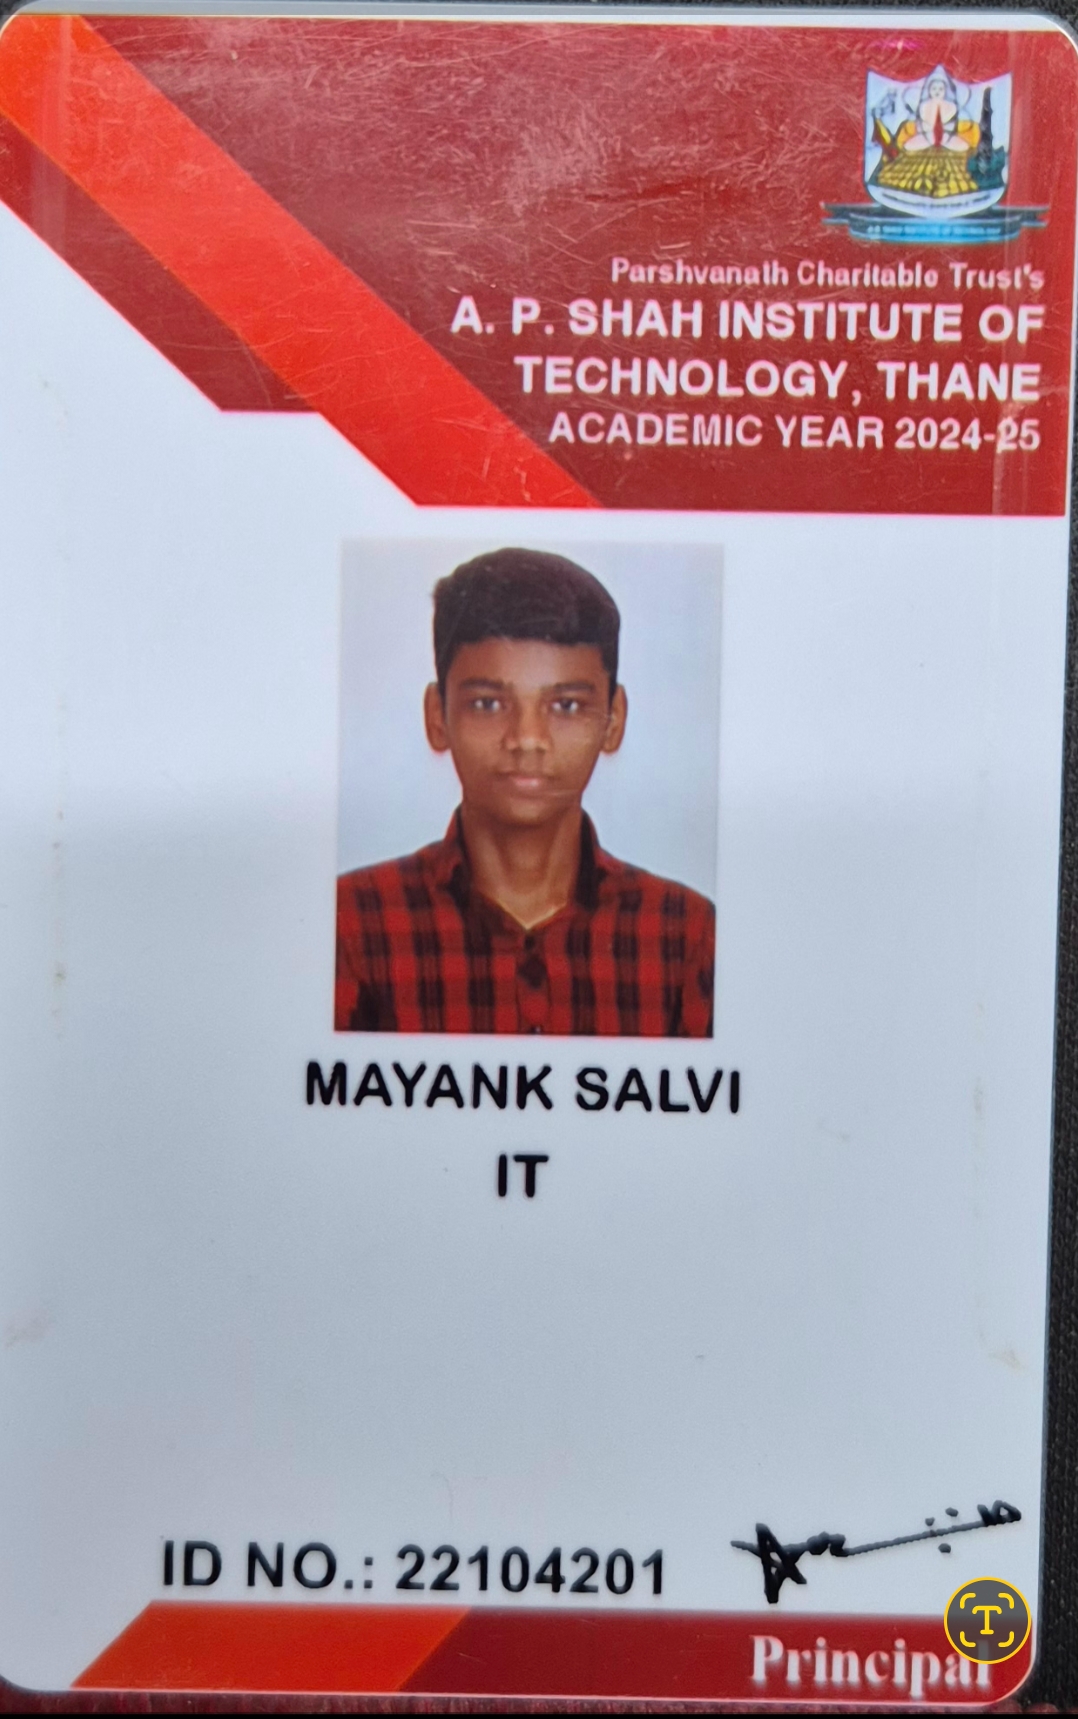 Parshvanath Charitable Trust's
A. P. SHAH INSTITUTE OF
TECHNOLOGY, THANE
ACADEMIC YEAR 2024-25
MAYANK SALVI
IT
ID NO.: 22104201
Principal